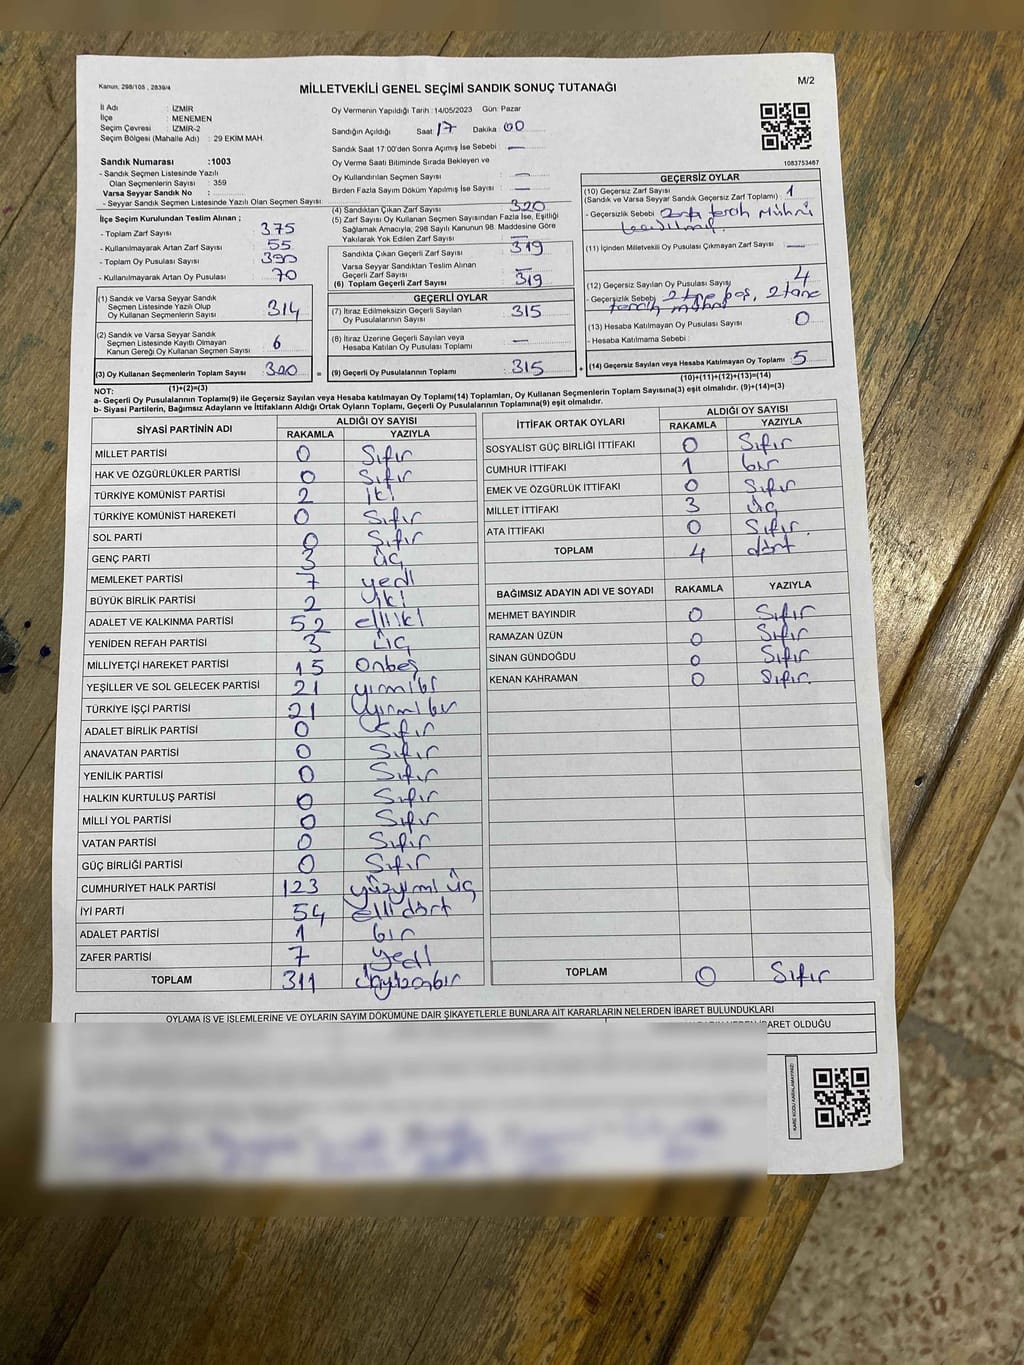 Kanun, 298/105 , 2839/4
M/2
MİLLETVEKİLİ GENEL SEÇİMİ SANDIK SONUÇ TUTANAĞI
İl Adı : İZMİR
İlçe : MENEMEN
Seçim Çevresi : İZMİR-2
Seçim Bölgesi (Mahalle Adı) : 29 EKİM MAH.
Sandık Numarası :1003
- Sandık Seçmen Listesinde Yazılı
Olan Seçmenlerin Sayısı : 359
Varsa Seyyar Sandık No :
- Seyyar Sandık Seçmen Listesinde Yazılı Olan Seçmen Sayısı
Oy Vermenin Yapıldığı Tarih : 14/05/2023 Gün: Pazar
Sandığın Açıldığı Saat : 17 Dakika : 00
Sandık Saat 17:00'den Sonra Açımış İse Sebebi : —
Oy Verme Saati Bitiminde Sırada Bekleyen ve
Oy Kullandırılan Seçmen Sayısı : —
Birden Fazla Sayım Döküm Yapılmış İse Sayısı : —
1083753467
İlçe Seçim Kurulundan Teslim Alınan ;
- Toplam Zarf Sayısı : 375
- Kullanılmayarak Artan Zarf Sayısı : 55
- Toplam Oy Pusulası Sayısı : 390
- Kullanılmayarak Artan Oy Pusulası : 70
(1) Sandık ve Varsa Seyyar Sandık
Seçmen Listesinde Yazılı Olup
Oy Kullanan Seçmenlerin Sayısı : 314
(2) Sandık ve Varsa Seyyar Sandık
Seçmen Listesinde Kayıtlı Olmayan
Kanun Gereği Oy Kullanan Seçmen Sayısı : 6
(3) Oy Kullanan Seçmenlerin Toplam Sayısı : 320 =
(1)+(2)=(3)
(4) Sandıktan Çıkan Zarf Sayısı : 320
(5) Zarf Sayısı Oy Kullanan Seçmen Sayısından Fazla İse, Eşitliği
Sağlamak Amacıyla, 298 Sayılı Kanunun 98. Maddesine Göre
Yakılarak Yok Edilen Zarf Sayısı : —
Sandıkta Çıkan Geçerli Zarf Sayısı : 319
Varsa Seyyar Sandıktan Teslim Alınan
Geçerli Zarf Sayısı : —
(6) Toplam Geçerli Zarf Sayısı : 319
GEÇERLİ OYLAR
(7) İtiraz Edilmeksizin Geçerli Sayılan
Oy Pusulalarının Sayısı : 315
(8) İtiraz Üzerine Geçerli Sayılan veya
Hesaba Katılan Oy Pusulası Toplamı : —
(9) Geçerli Oy Pusulalarının Toplamı : 315 +
GEÇERSİZ OYLAR
(10) Geçersiz Zarf Sayısı : 1
(Sandık ve Varsa Seyyar Sandık Geçersiz Zarf Toplamı)
- Geçersizlik Sebebi : zarfa tercih mührü
(11) İçinden Milletvekili Oy Pusulası Çıkmayan Zarf Sayısı : —
(12) Geçersiz Sayılan Oy Pusulası Sayısı : 4
- Geçersizlik Sebebi : 2 tane boş, 2 tane
tercih mührü
(13) Hesaba Katılmayan Oy Pusulası Sayısı : 0
- Hesaba Katılmama Sebebi :
(14) Geçersiz Sayılan veya Hesaba Katılmayan Oy Toplamı : 5
(10)+(11)+(12)+(13)=(14)
NOT:
a- Geçerli Oy Pusulalarının Toplamı(9) ile Geçersiz Sayılan veya Hesaba katılmayan Oy Toplamı(14) Toplamları, Oy Kullanan Seçmenlerin Toplam Sayısına(3) eşit olmalıdır. (9)+(14)=(3)
b- Siyasi Partilerin, Bağımsız Adayların ve İttifakların Aldığı Ortak Oyların Toplamı, Geçerli Oy Pusulalarının Toplamına(9) eşit olmalıdır.
SİYASİ PARTİNİN ADI ALDIĞI OY SAYISI
RAKAMLA YAZIYLA
MİLLET PARTİSİ 0 Sıfır
HAK VE ÖZGÜRLÜKLER PARTİSİ 0 Sıfır
TÜRKİYE KOMÜNİST PARTİSİ 2 iki
TÜRKİYE KOMÜNİST HAREKETİ 0 Sıfır
SOL PARTİ 0 Sıfır
GENÇ PARTİ 3 üç
MEMLEKET PARTİSİ 7 yedi
BÜYÜK BİRLİK PARTİSİ 2 iki
ADALET VE KALKINMA PARTİSİ 52 elliiki
YENİDEN REFAH PARTİSİ 3 üç
MİLLİYETÇİ HAREKET PARTİSİ 15 onbeş
YEŞİLLER VE SOL GELECEK PARTİSİ 21 yirmibir
TÜRKİYE İŞÇİ PARTİSİ 21 yirmibir
ADALET BİRLİK PARTİSİ 0 Sıfır
ANAVATAN PARTİSİ 0 Sıfır
YENİLİK PARTİSİ 0 Sıfır
HALKIN KURTULUŞ PARTİSİ 0 Sıfır
MİLLİ YOL PARTİSİ 0 Sıfır
VATAN PARTİSİ 0 Sıfır
GÜÇ BİRLİĞİ PARTİSİ 0 Sıfır
CUMHURİYET HALK PARTİSİ 123 yüzyirmi üç
İYİ PARTİ 54 elli dört
ADALET PARTİSİ 1 bir
ZAFER PARTİSİ 7 yedi
TOPLAM 311 üçyüzonbir
İTTİFAK ORTAK OYLARI ALDIĞI OY SAYISI
RAKAMLA YAZIYLA
SOSYALİST GÜÇ BİRLİĞİ İTTİFAKI 0 Sıfır
CUMHUR İTTİFAKI 1 bir
EMEK VE ÖZGÜRLÜK İTTİFAKI 0 Sıfır
MİLLET İTTİFAKI 3 üç
ATA İTTİFAKI 0 Sıfır
TOPLAM 4 dört
BAĞIMSIZ ADAYIN ADI VE SOYADI RAKAMLA YAZIYLA
MEHMET BAYINDIR 0 Sıfır
RAMAZAN ÜZÜN 0 Sıfır
SİNAN GÜNDOĞDU 0 Sıfır
KENAN KAHRAMAN 0 Sıfır
TOPLAM 0 Sıfır
OYLAMA İŞ VE İŞLEMLERİNE VE OYLARIN SAYIM DÖKÜMÜNE DAİR ŞİKAYETLERLE BUNLARA AİT KARARLARIN NELERDEN İBARET BULUNDUKLARI
İBARET OLDUĞU
KARE KODU KARALAMAYINIZ!